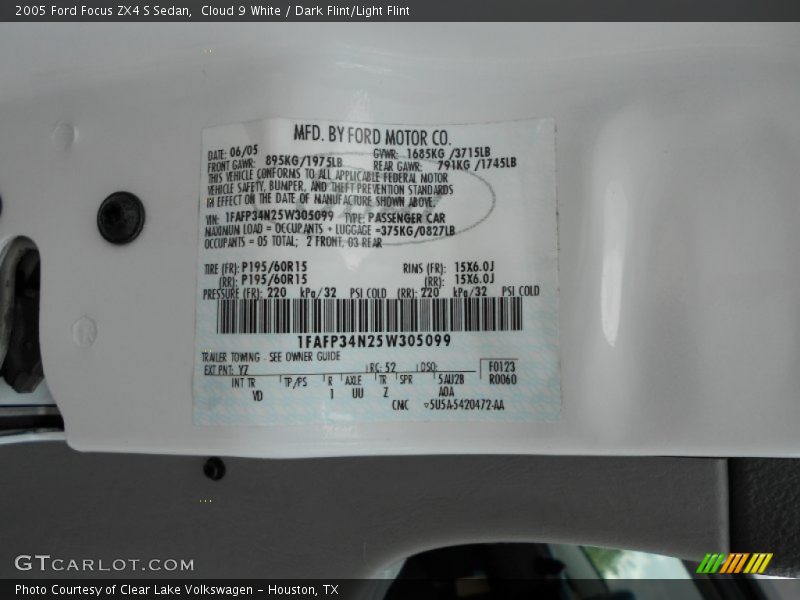 2005 Ford Focus ZX4 S Sedan,  Cloud 9 White / Dark Flint/Light Flint
MFD. BY FORD MOTOR CO.
DATE: 06/05 GVWR: 1685KG /3715LB
FRONT GAWR: 895KG/1975LB REAR GAWR: 791KG /1745LB
THIS VEHICLE CONFORMS TO ALL APPLICABLE FEDERAL MOTOR
VEHICLE SAFETY, BUMPER, AND THEFT PREVENTION STANDARDS
IN EFFECT ON THE DATE OF MANUFACTURE SHOWN ABOVE.
VIN: 1FAFP34N25W305099 TYPE: PASSENGER CAR
MAXIMUM LOAD = OCCUPANTS + LUGGAGE =375KG/0827LB
OCCUPANTS = 05 TOTAL; 2 FRONT, 03 REAR
TIRE (FR): P195/60R15 RIMS (FR): 15X6.0J
(RR): P195/60R15 (RR): 15X6.0J
PRESSURE (FR): 220 kPa/32 PSI COLD (RR): 220 kPa/32 PSI COLD
1FAFP34N25W305099
TRAILER TOWING - SEE OWNER GUIDE
EXT PNT: YZ RC: 52 DSO: F0123
INT TR TP/PS R AXLE TR SPR 5AU2B R0060
VD 1 UU Z A0A
CNC 5U5A-5420472-AA
GTCARLOT.COM
Photo Courtesy of Clear Lake Volkswagen - Houston, TX